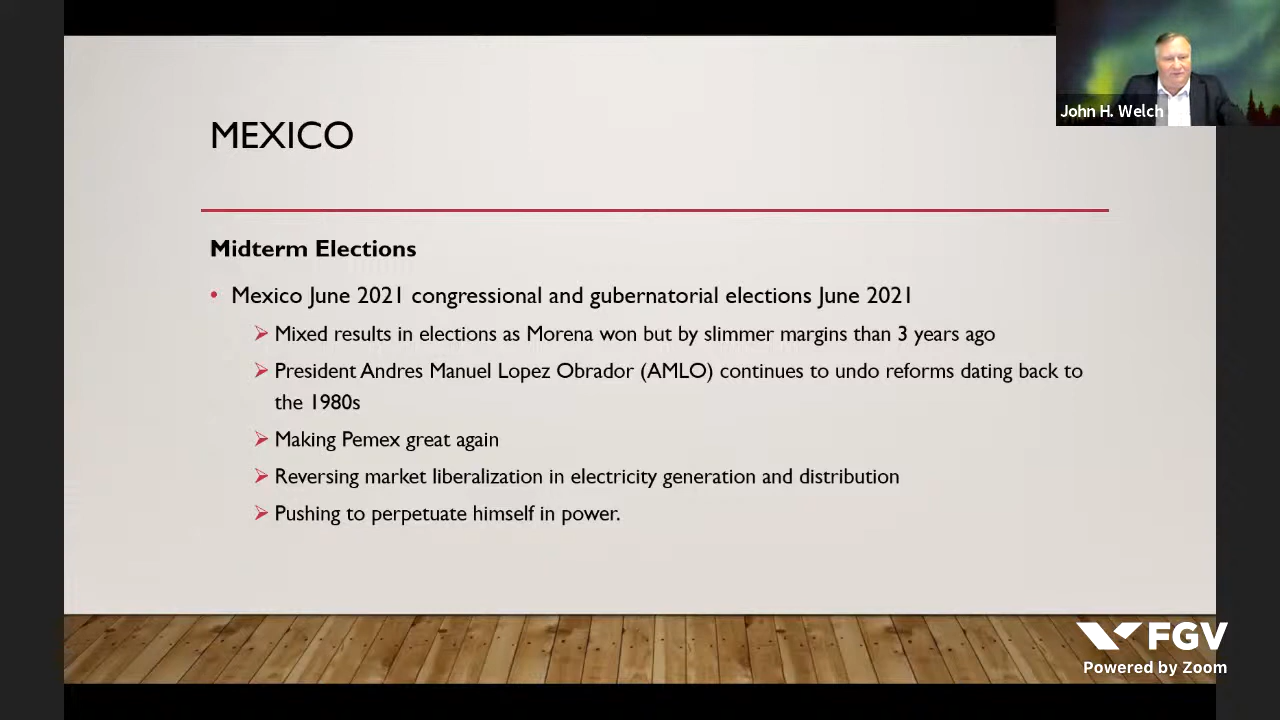 John H. Welch
MEXICO
Midterm Elections
• Mexico June 2021 congressional and gubernatorial elections June 2021
➢ Mixed results in elections as Morena won but by slimmer margins than 3 years ago
➢ President Andres Manuel Lopez Obrador (AMLO) continues to undo reforms dating back to
the 1980s
➢ Making Pemex great again
➢ Reversing market liberalization in electricity generation and distribution
➢ Pushing to perpetuate himself in power.
FGV
Powered by Zoom